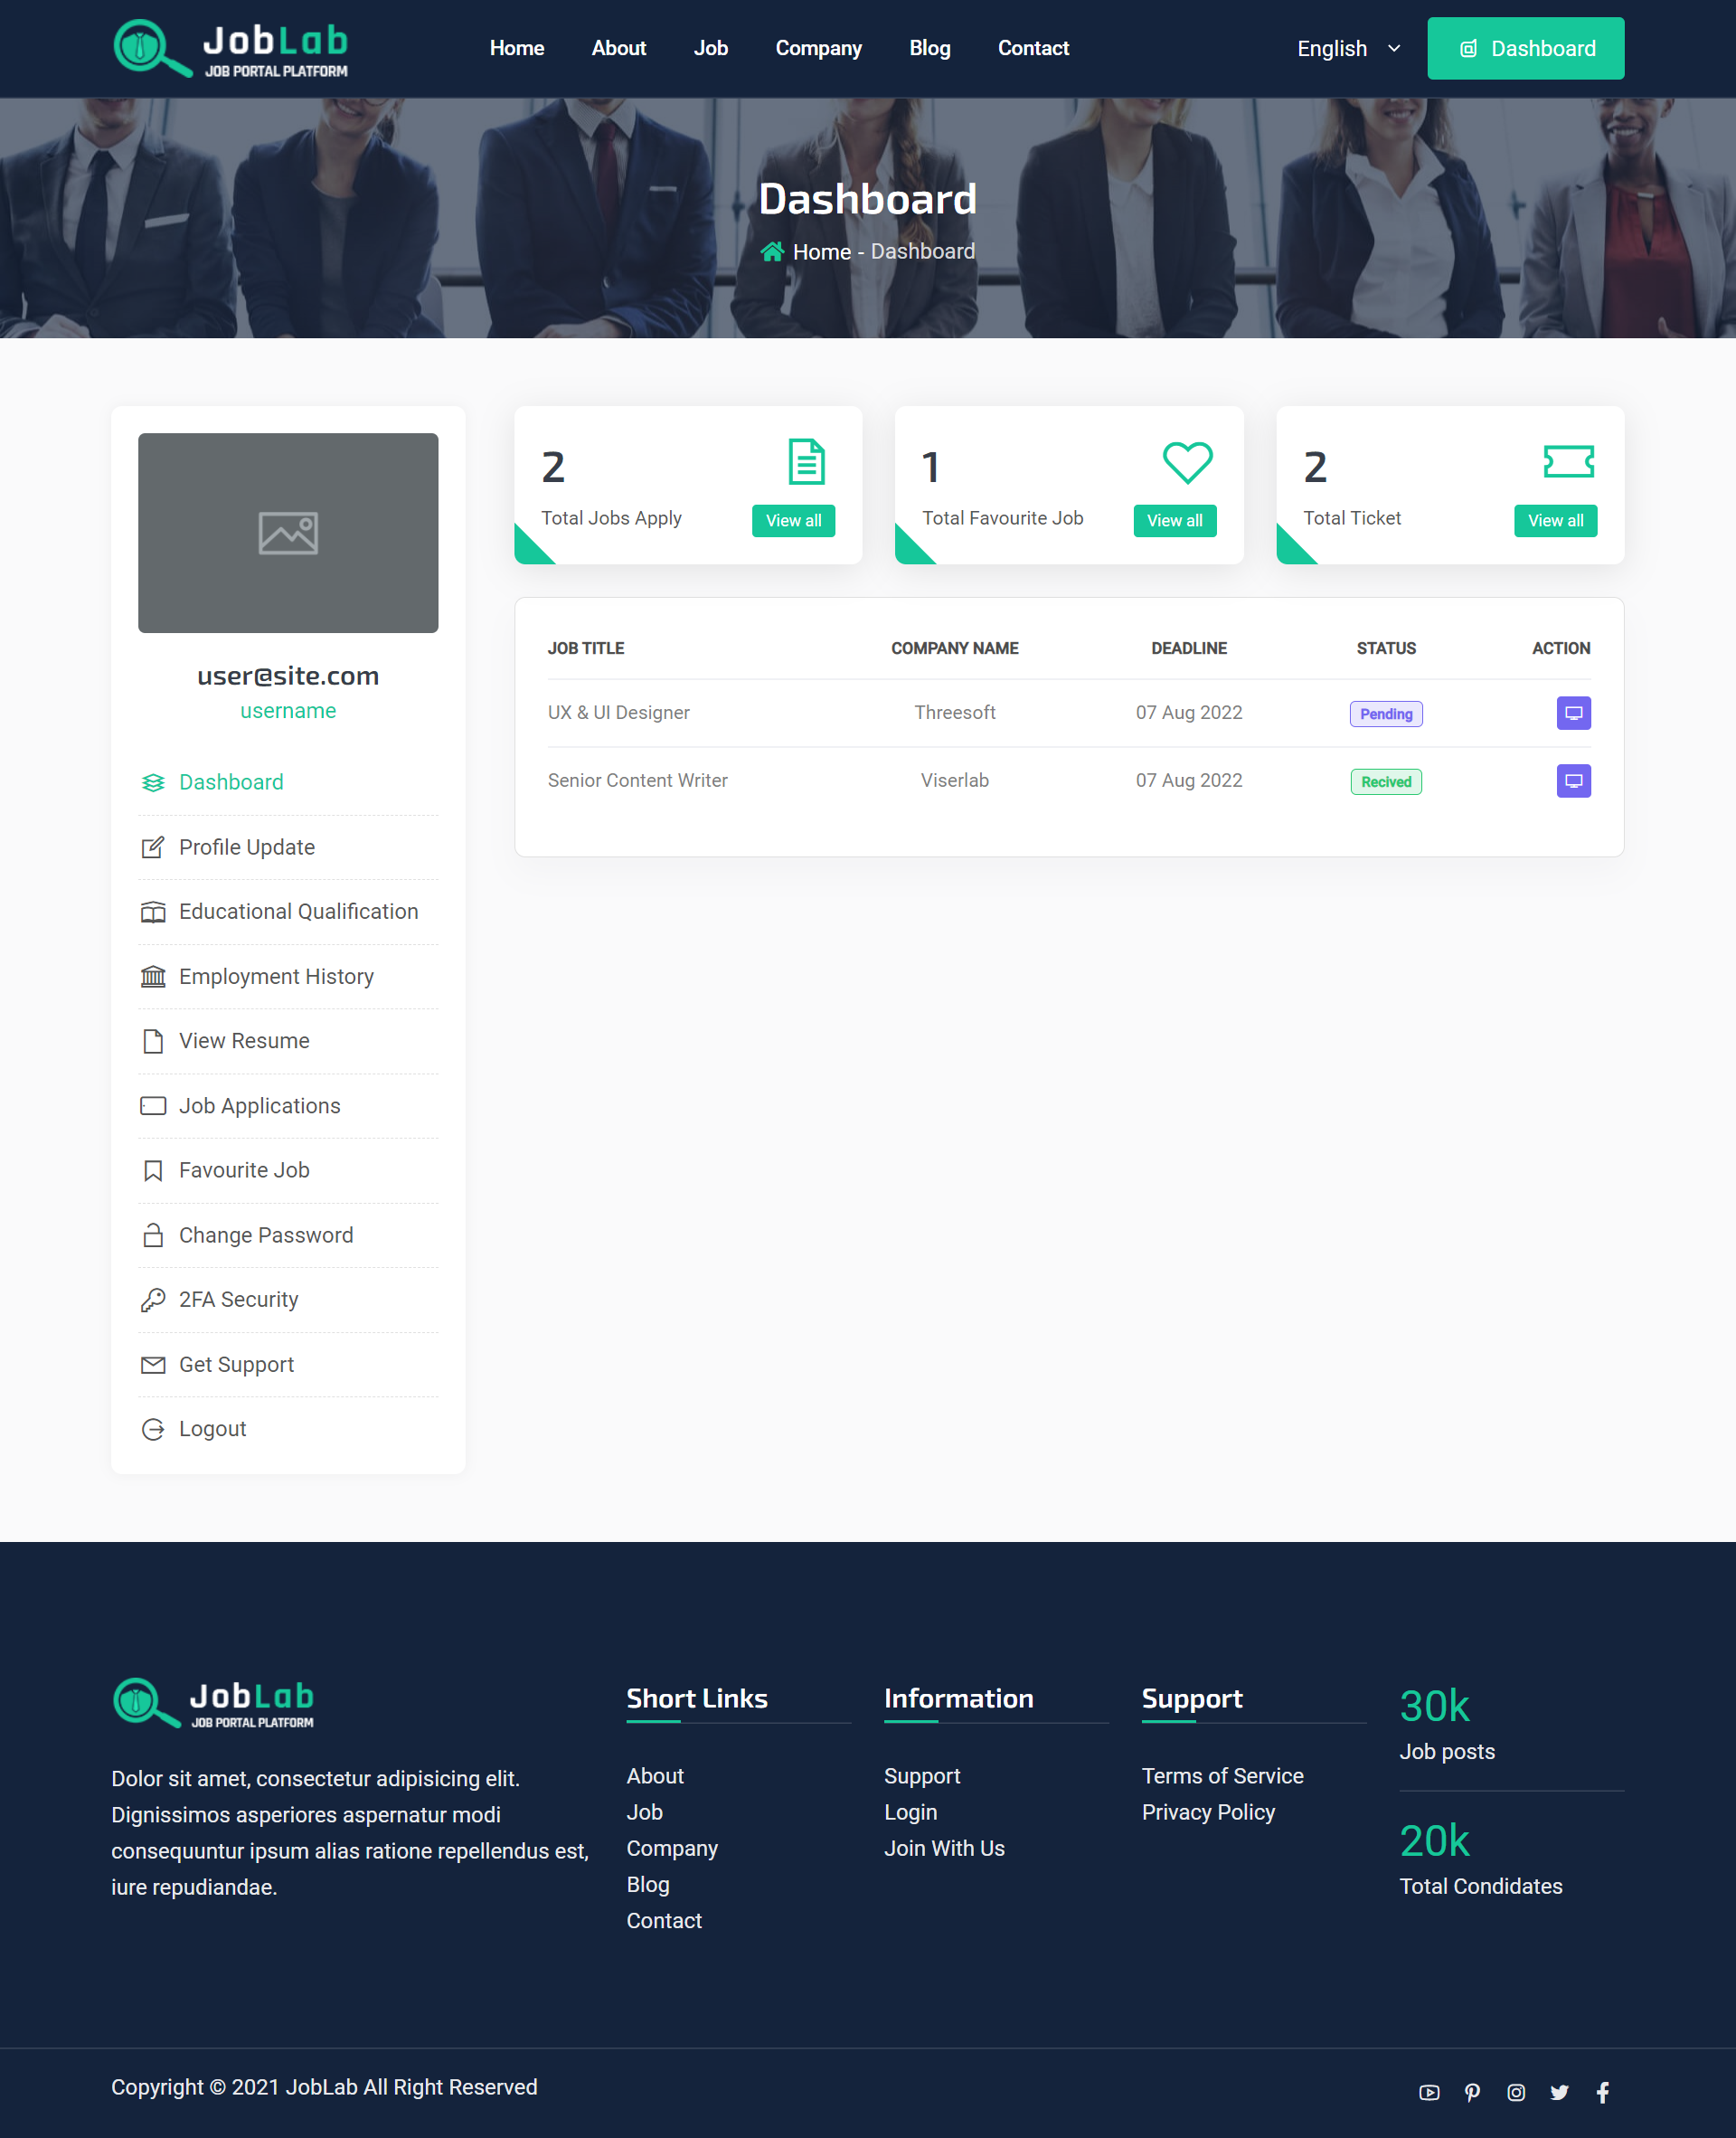 JobLab
JOB PORTAL PLATFORM
Home About Job Company Blog Contact
English
Dashboard
Dashboard
Home - Dashboard
user@site.com
username
Dashboard
Profile Update
Educational Qualification
Employment History
View Resume
Job Applications
Favourite Job
Change Password
2FA Security
Get Support
Logout
2
Total Jobs Apply
View all
1
Total Favourite Job
View all
2
Total Ticket
View all
JOB TITLE COMPANY NAME DEADLINE STATUS ACTION
UX & UI Designer Threesoft 07 Aug 2022 Pending
Senior Content Writer Viserlab 07 Aug 2022 Recived
JobLab
JOB PORTAL PLATFORM
Dolor sit amet, consectetur adipisicing elit.
Dignissimos asperiores aspernatur modi
consequuntur ipsum alias ratione repellendus est,
iure repudiandae.
Short Links
About
Job
Company
Blog
Contact
Information
Support
Login
Join With Us
Support
Terms of Service
Privacy Policy
30k
Job posts
20k
Total Condidates
Copyright © 2021 JobLab All Right Reserved